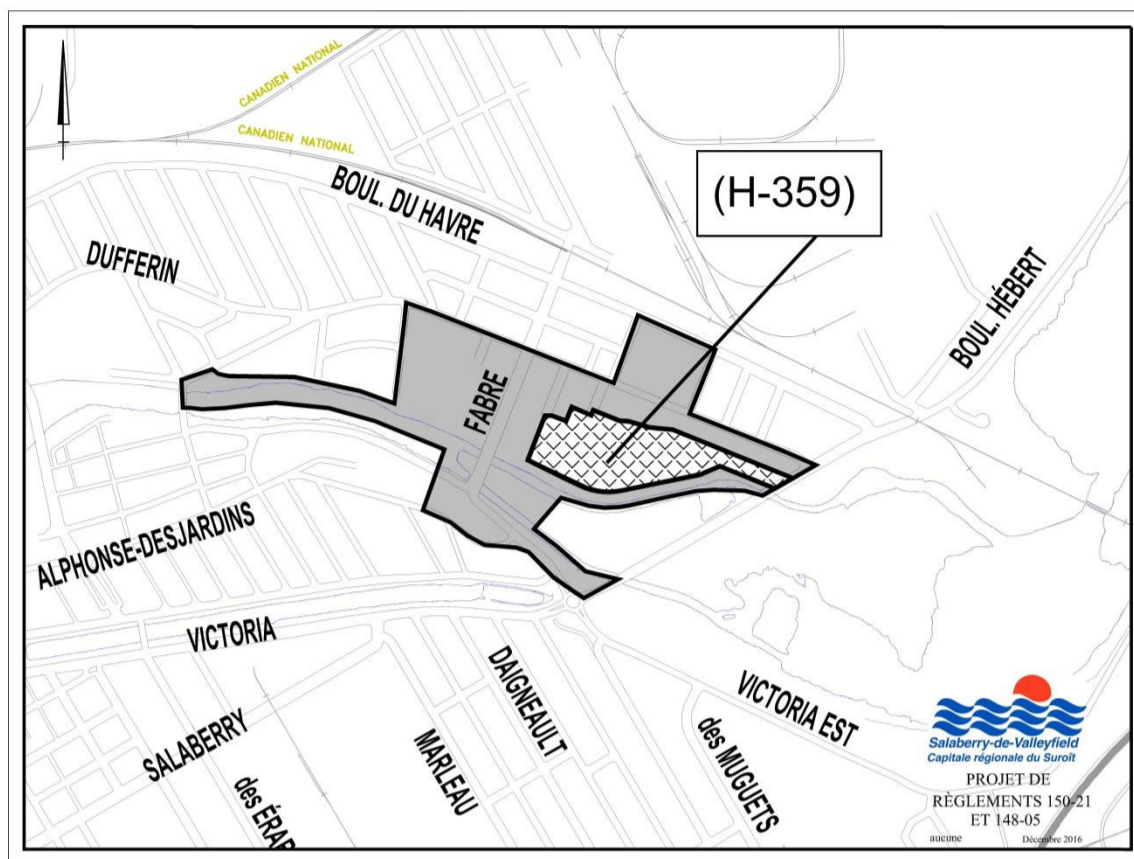 CANADIEN NATIONAL
CANADIEN NATIONAL
BOUL. DU HAVRE
(H-359)
DUFFERIN
BOUL. HÉBERT
FABRE
ALPHONSE-DESJARDINS
VICTORIA
SALABERRY
des ÉRAB
MARLEAU
DAIGNEAULT
des MUGUETS
VICTORIA EST
Salaberry-de-Valleyfield
Capitale régionale du Suroît
PROJET DE
RÈGLEMENTS 150-21
ET 148-05
aucune
Décembre 2016